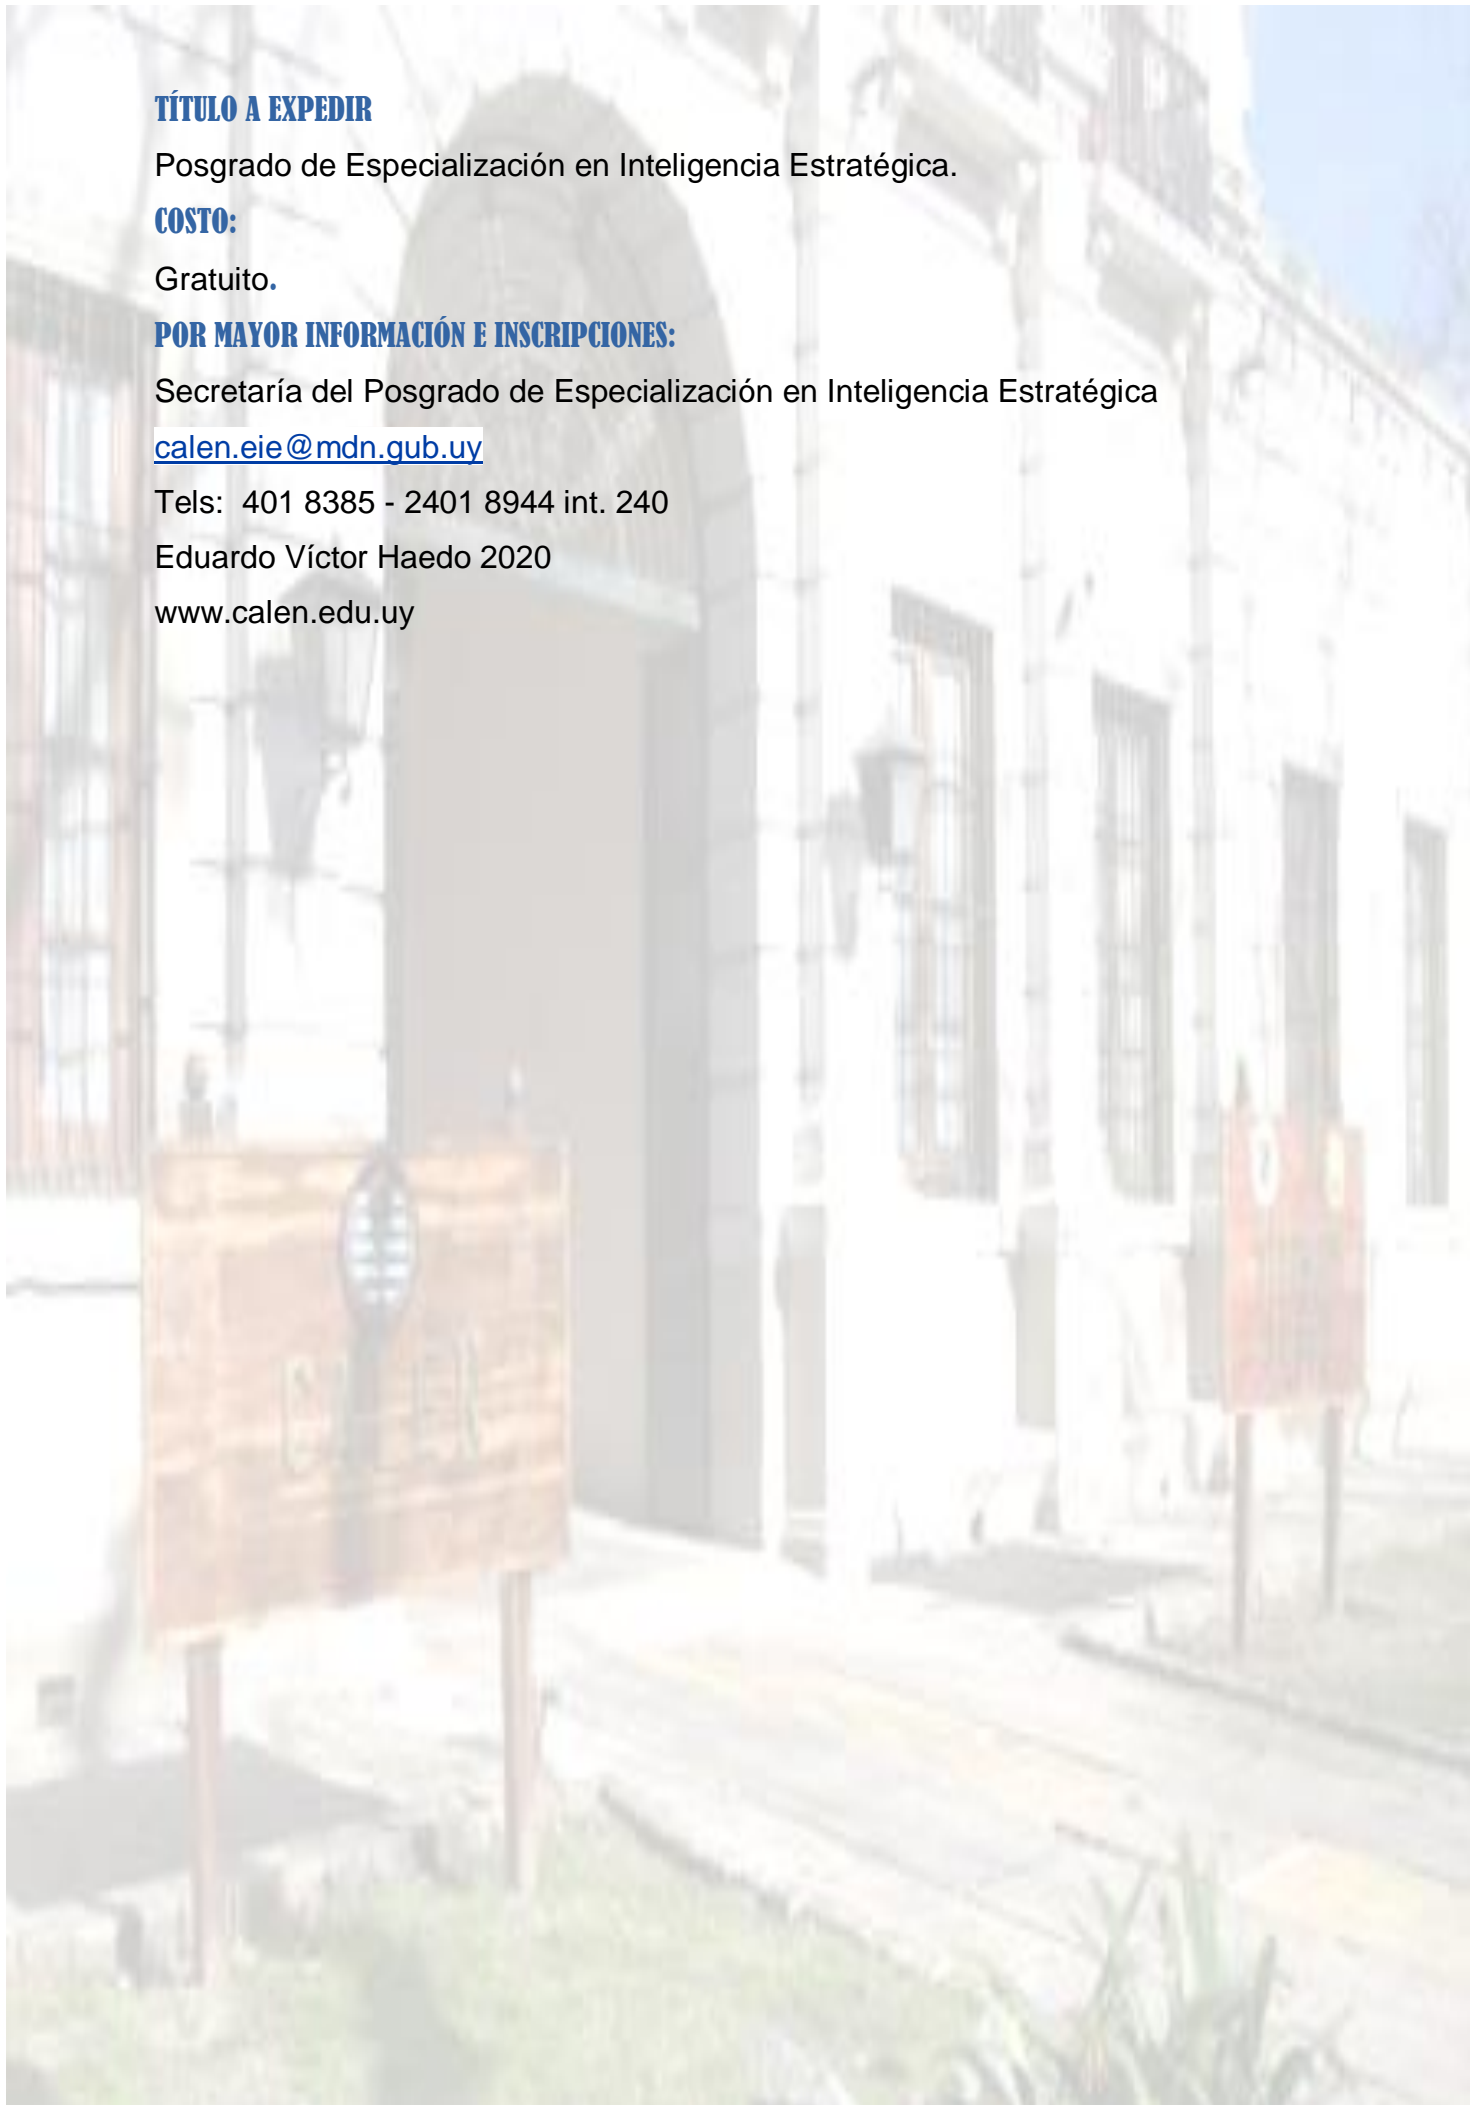 TÍTULO A EXPEDIR
Posgrado de Especialización en Inteligencia Estratégica.
COSTO:
Gratuito.
POR MAYOR INFORMACIÓN E INSCRIPCIONES:
Secretaría del Posgrado de Especialización en Inteligencia Estratégica
calen.eie@mdn.gub.uy
Tels:  401 8385 - 2401 8944 int. 240
Eduardo Víctor Haedo 2020
www.calen.edu.uy